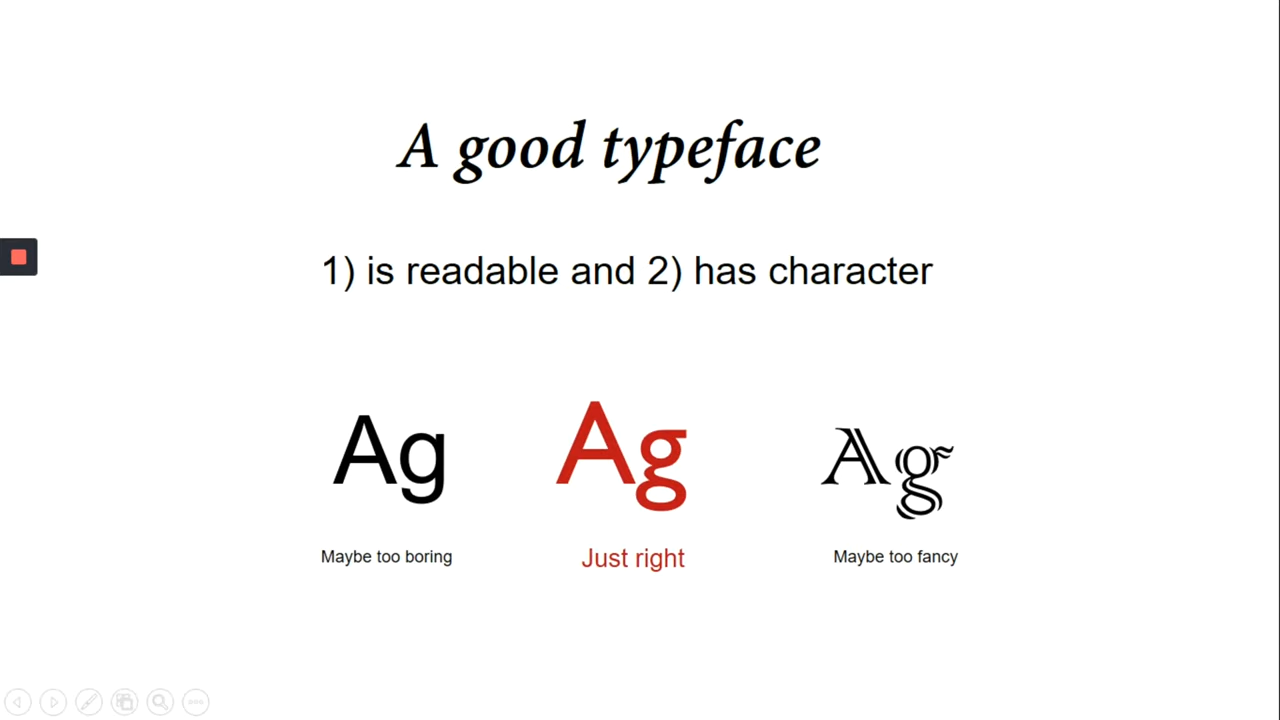 A good typeface
1) is readable and 2) has character
Ag Ag Ag
Maybe too boring Just right Maybe too fancy